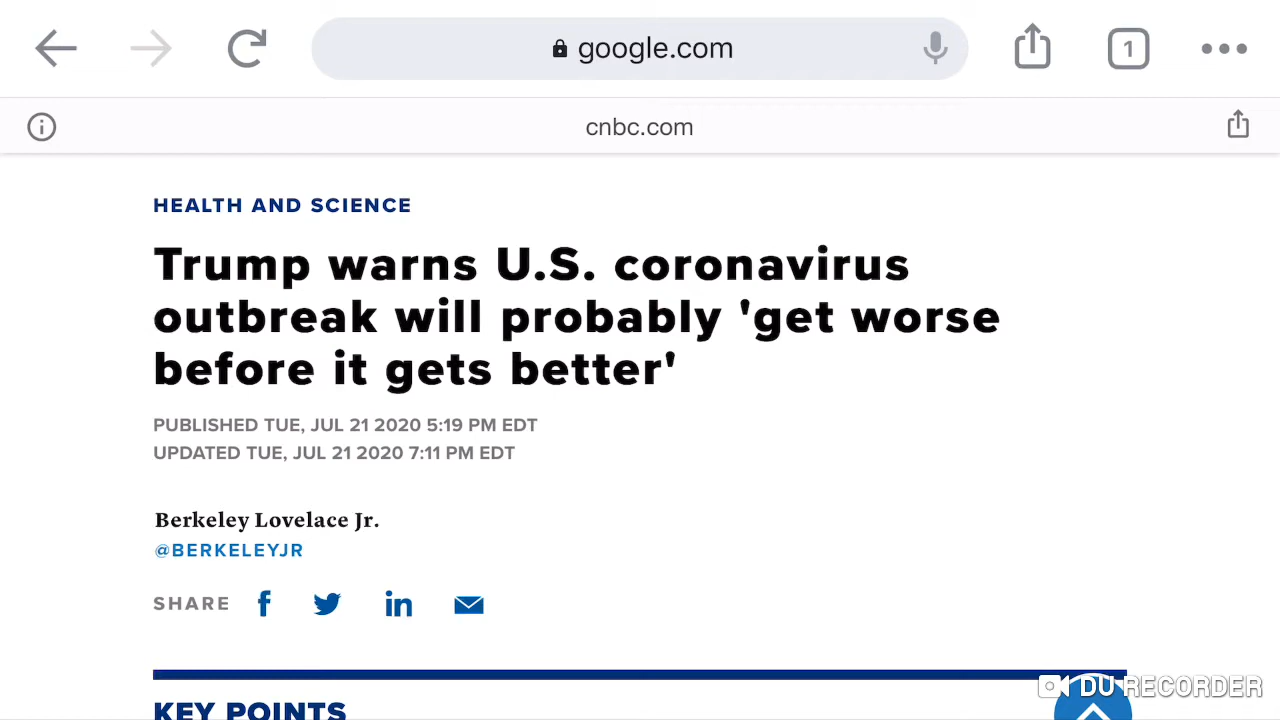 google.com
1
cnbc.com
HEALTH AND SCIENCE
Trump warns U.S. coronavirus
outbreak will probably 'get worse
before it gets better'
PUBLISHED TUE, JUL 21 2020 5:19 PM EDT
UPDATED TUE, JUL 21 2020 7:11 PM EDT
Berkeley Lovelace Jr.
@BERKELEYJR
SHARE
DU RECORDER
KEY POINTS